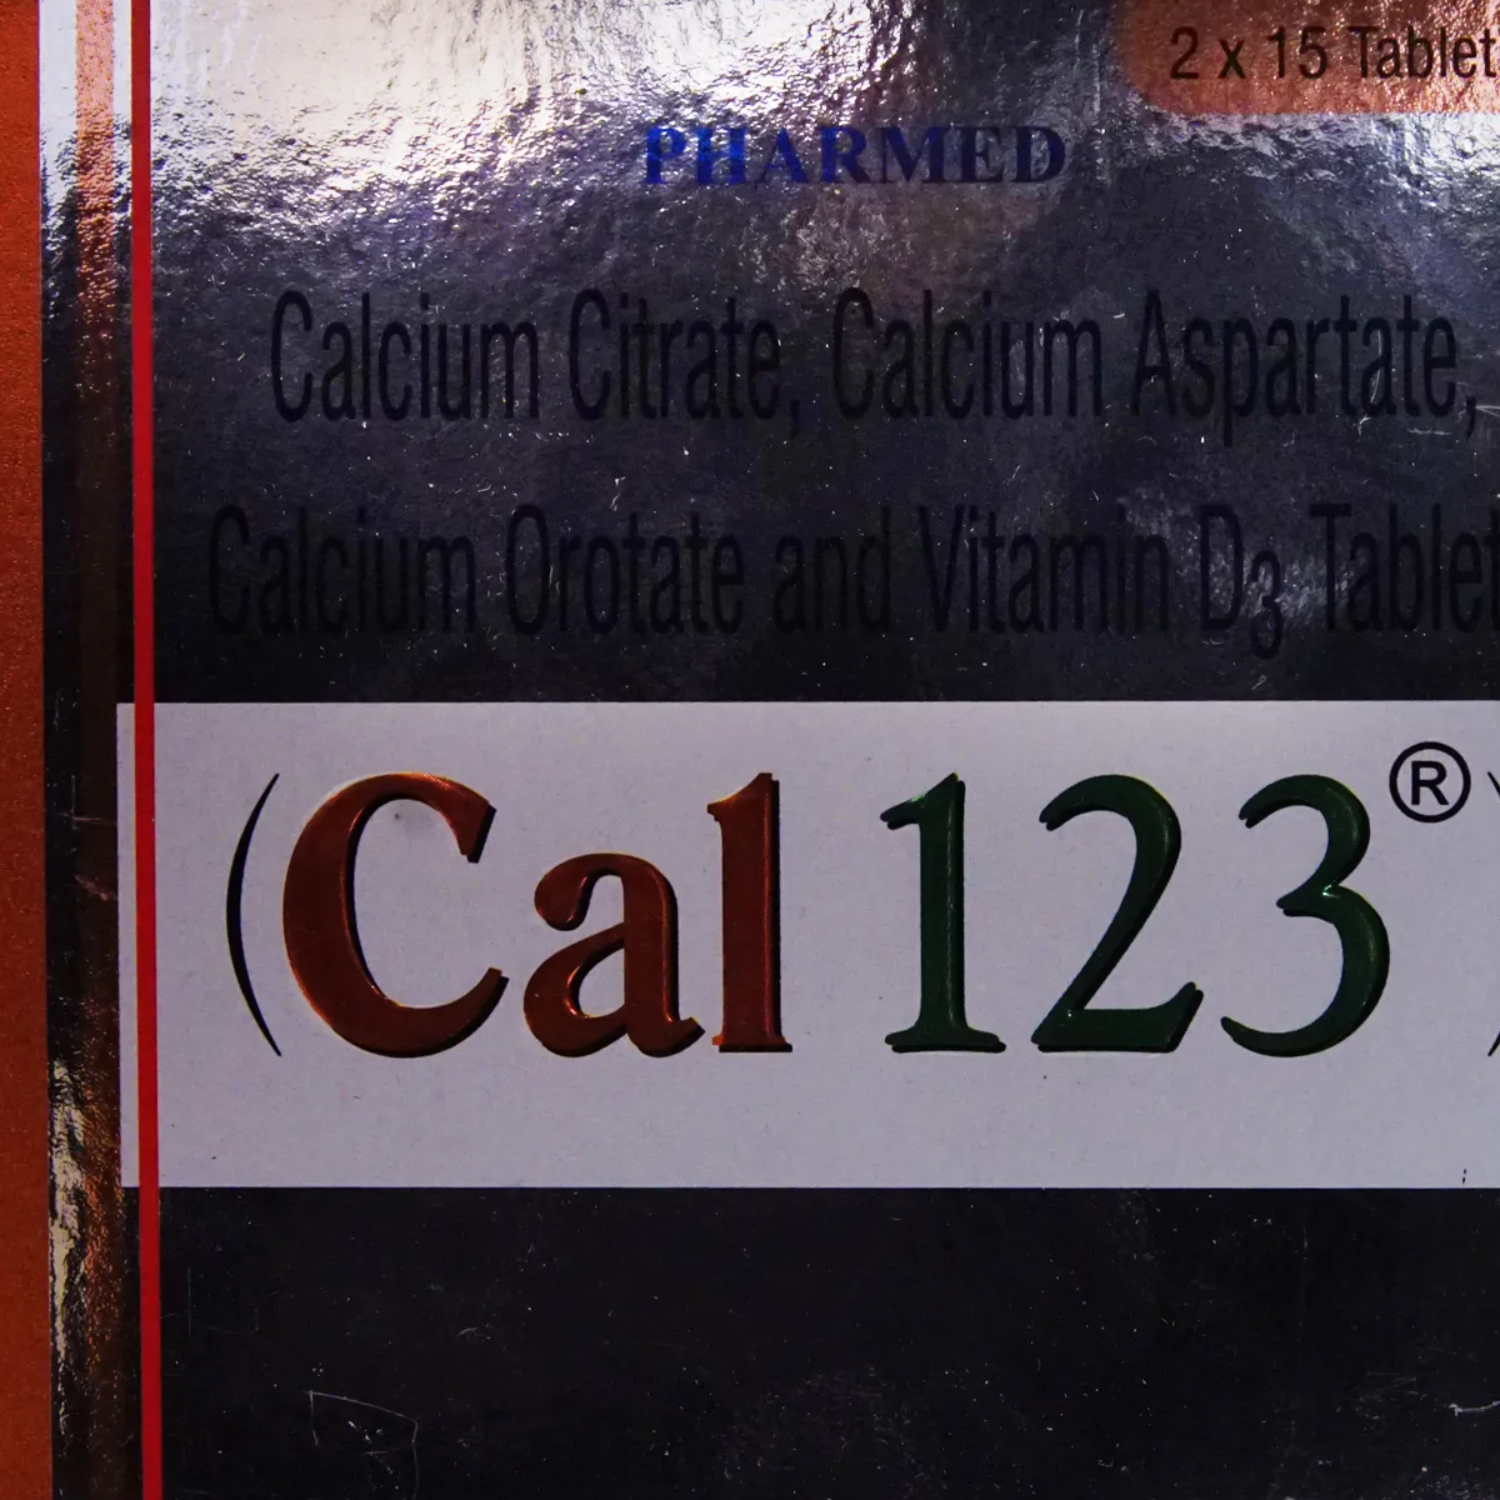 2 x 15 Tablet
PHARMED
Calcium Citrate, Calcium Aspartate,
Calcium Orotate and Vitamin D3 Tablet
(Cal 123®)